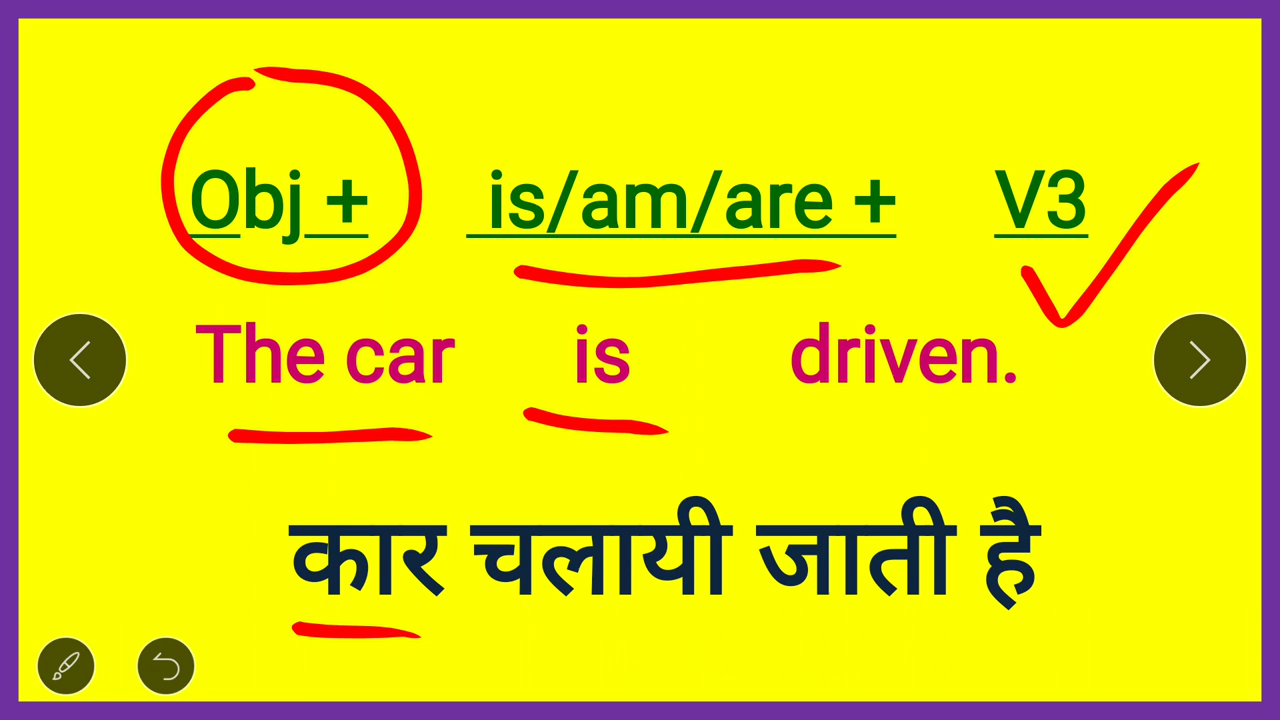 Obj + is/am/are + V3
The car is driven.
कार चलायी जाती है